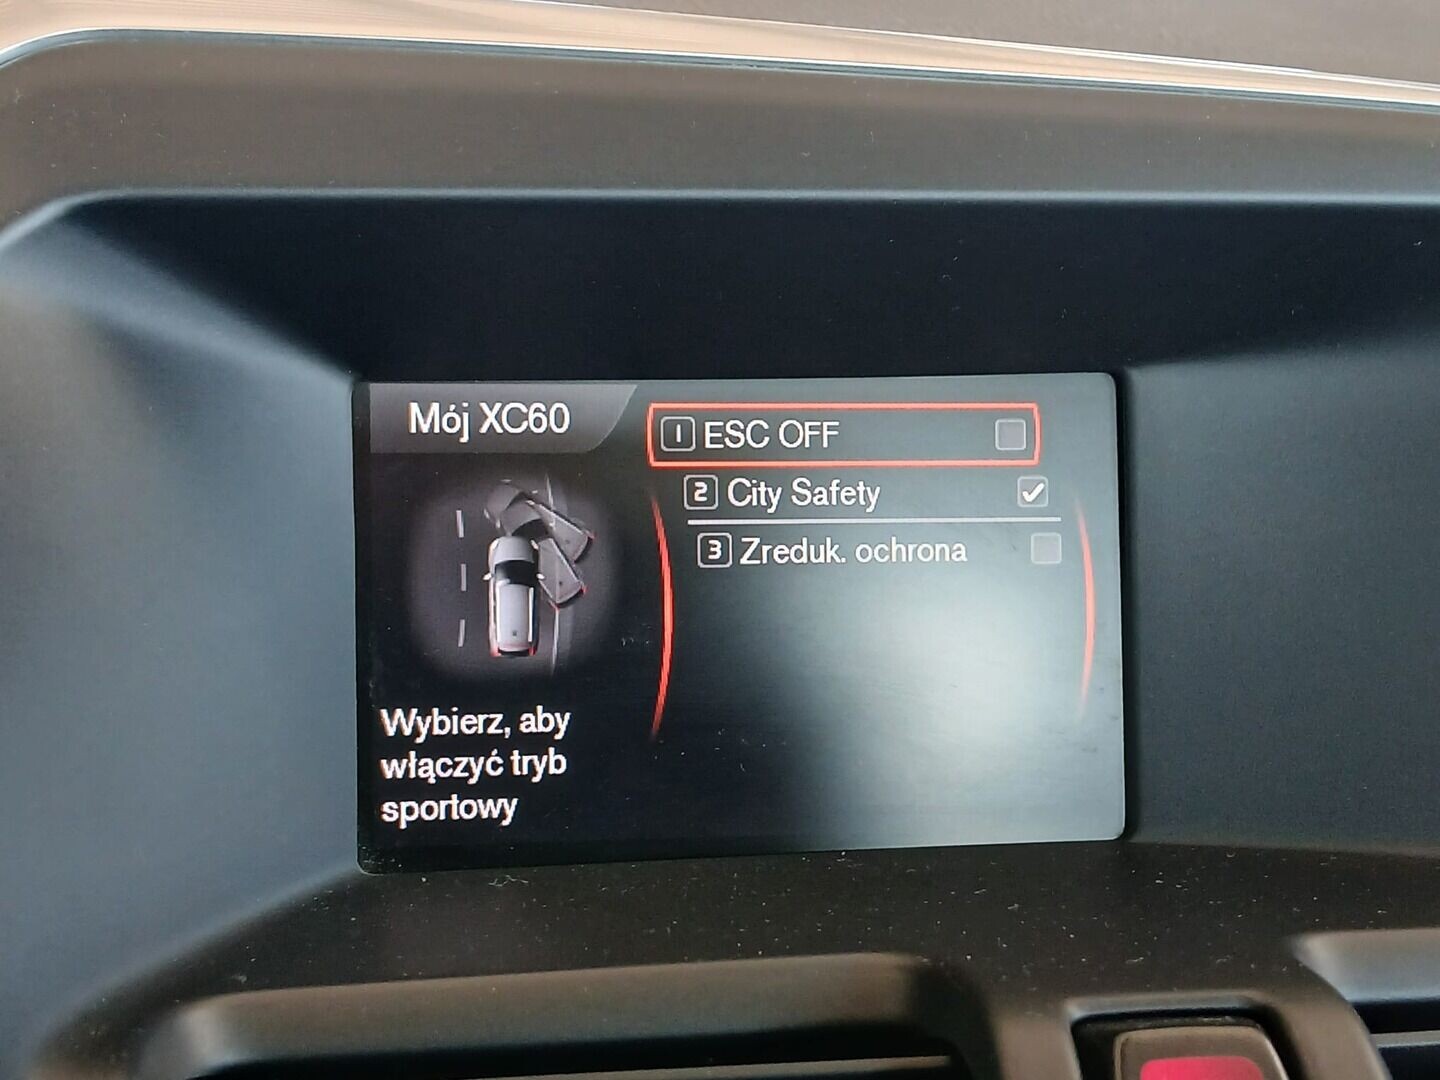 Mój XC60
1 ESC OFF
2 City Safety
3 Zreduk. ochrona
Wybierz, aby
włączyć tryb
sportowy